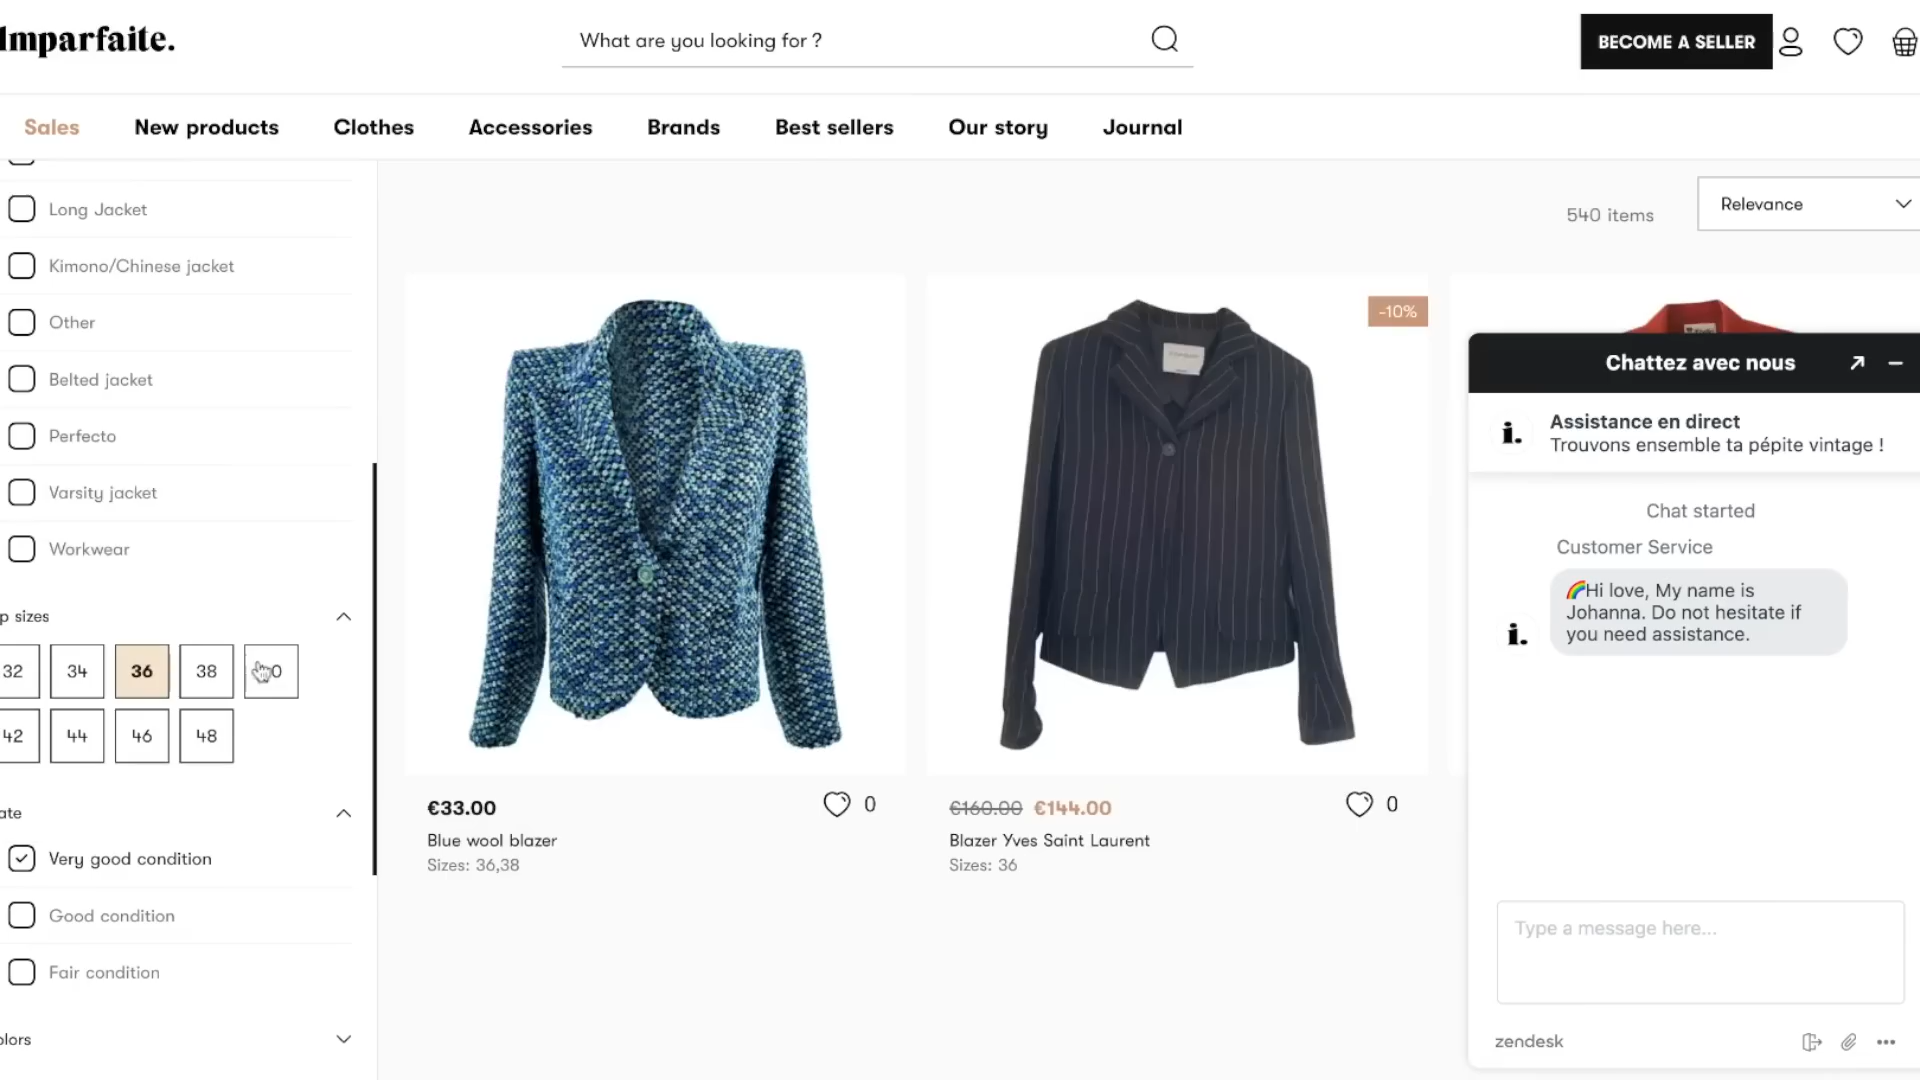 Imparfaite.
What are you looking for ?
BECOME A SELLER
Sales
New products
Clothes
Accessories
Brands
Best sellers
Our story
Journal
Long Jacket
Kimono/Chinese jacket
Other
Belted jacket
Perfecto
Varsity jacket
Workwear
p sizes
32
34
36
38
0
42
44
46
48
ate
Very good condition
Good condition
Fair condition
olors
540 items
Relevance
€33.00
0
Blue wool blazer
Sizes: 36,38
-10%
€160.00 €144.00
0
Blazer Yves Saint Laurent
Sizes: 36
Chattez avec nous
i.
Assistance en direct
Trouvons ensemble ta pépite vintage !
Chat started
Customer Service
🌈Hi love, My name is
Johanna. Do not hesitate if
you need assistance.
i.
Type a message here...
zendesk